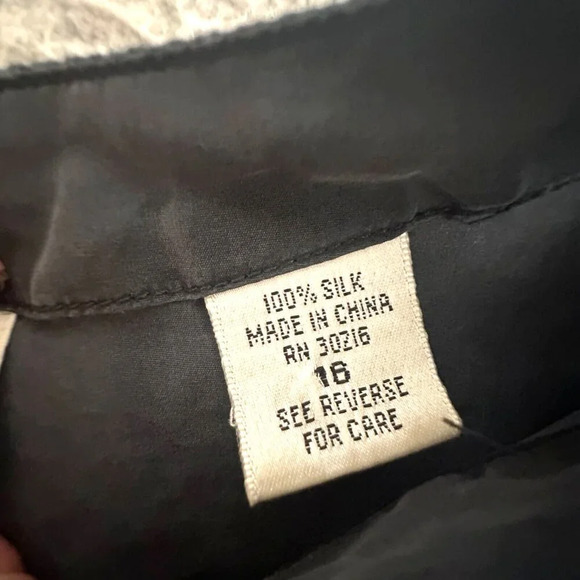 100% SILK
MADE IN CHINA
RN 30216
16
SEE REVERSE
FOR CARE